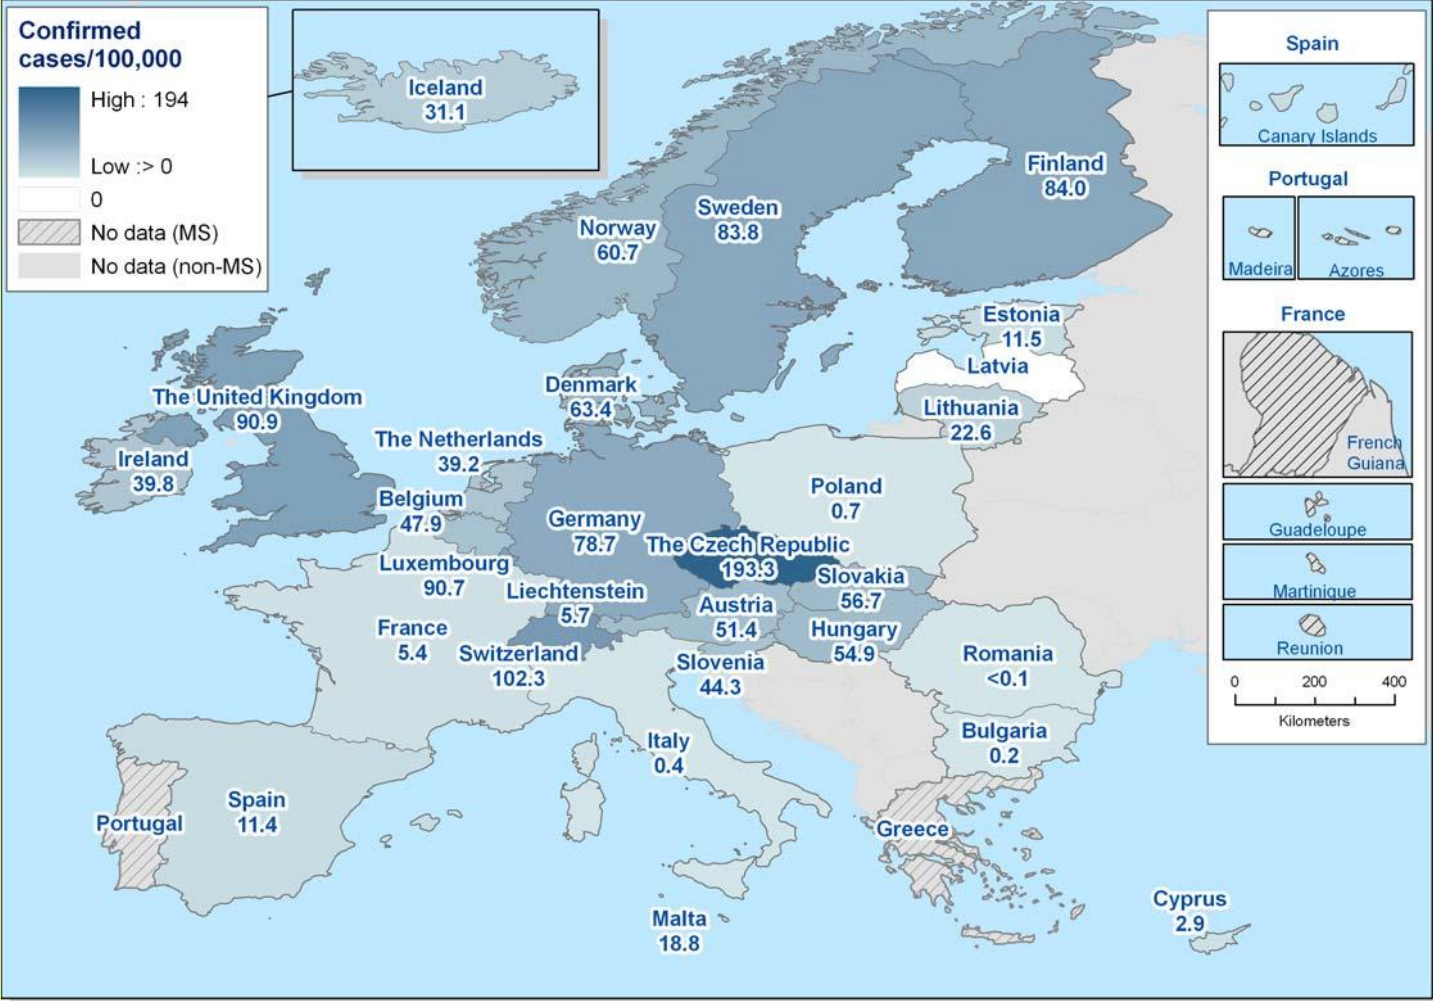 Confirmed
cases/100,000
High : 194
Low :> 0
0
No data (MS)
No data (non-MS)
Iceland
31.1
Finland
84.0
Sweden
83.8
Norway
60.7
Estonia
11.5
Latvia
Denmark
63.4
Lithuania
22.6
The United Kingdom
90.9
The Netherlands
39.2
Ireland
39.8
Belgium
47.9
Poland
0.7
Germany
78.7
The Czech Republic
193.3
Luxembourg
90.7
Slovakia
56.7
Liechtenstein
5.7
Austria
51.4
France
5.4
Hungary
54.9
Switzerland
102.3
Slovenia
44.3
Romania
<0.1
Italy
0.4
Bulgaria
0.2
Spain
11.4
Portugal
Greece
Malta
18.8
Cyprus
2.9
Spain
Canary Islands
Portugal
Madeira
Azores
France
French
Guiana
Guadeloupe
Martinique
Reunion
0 200 400
Kilometers